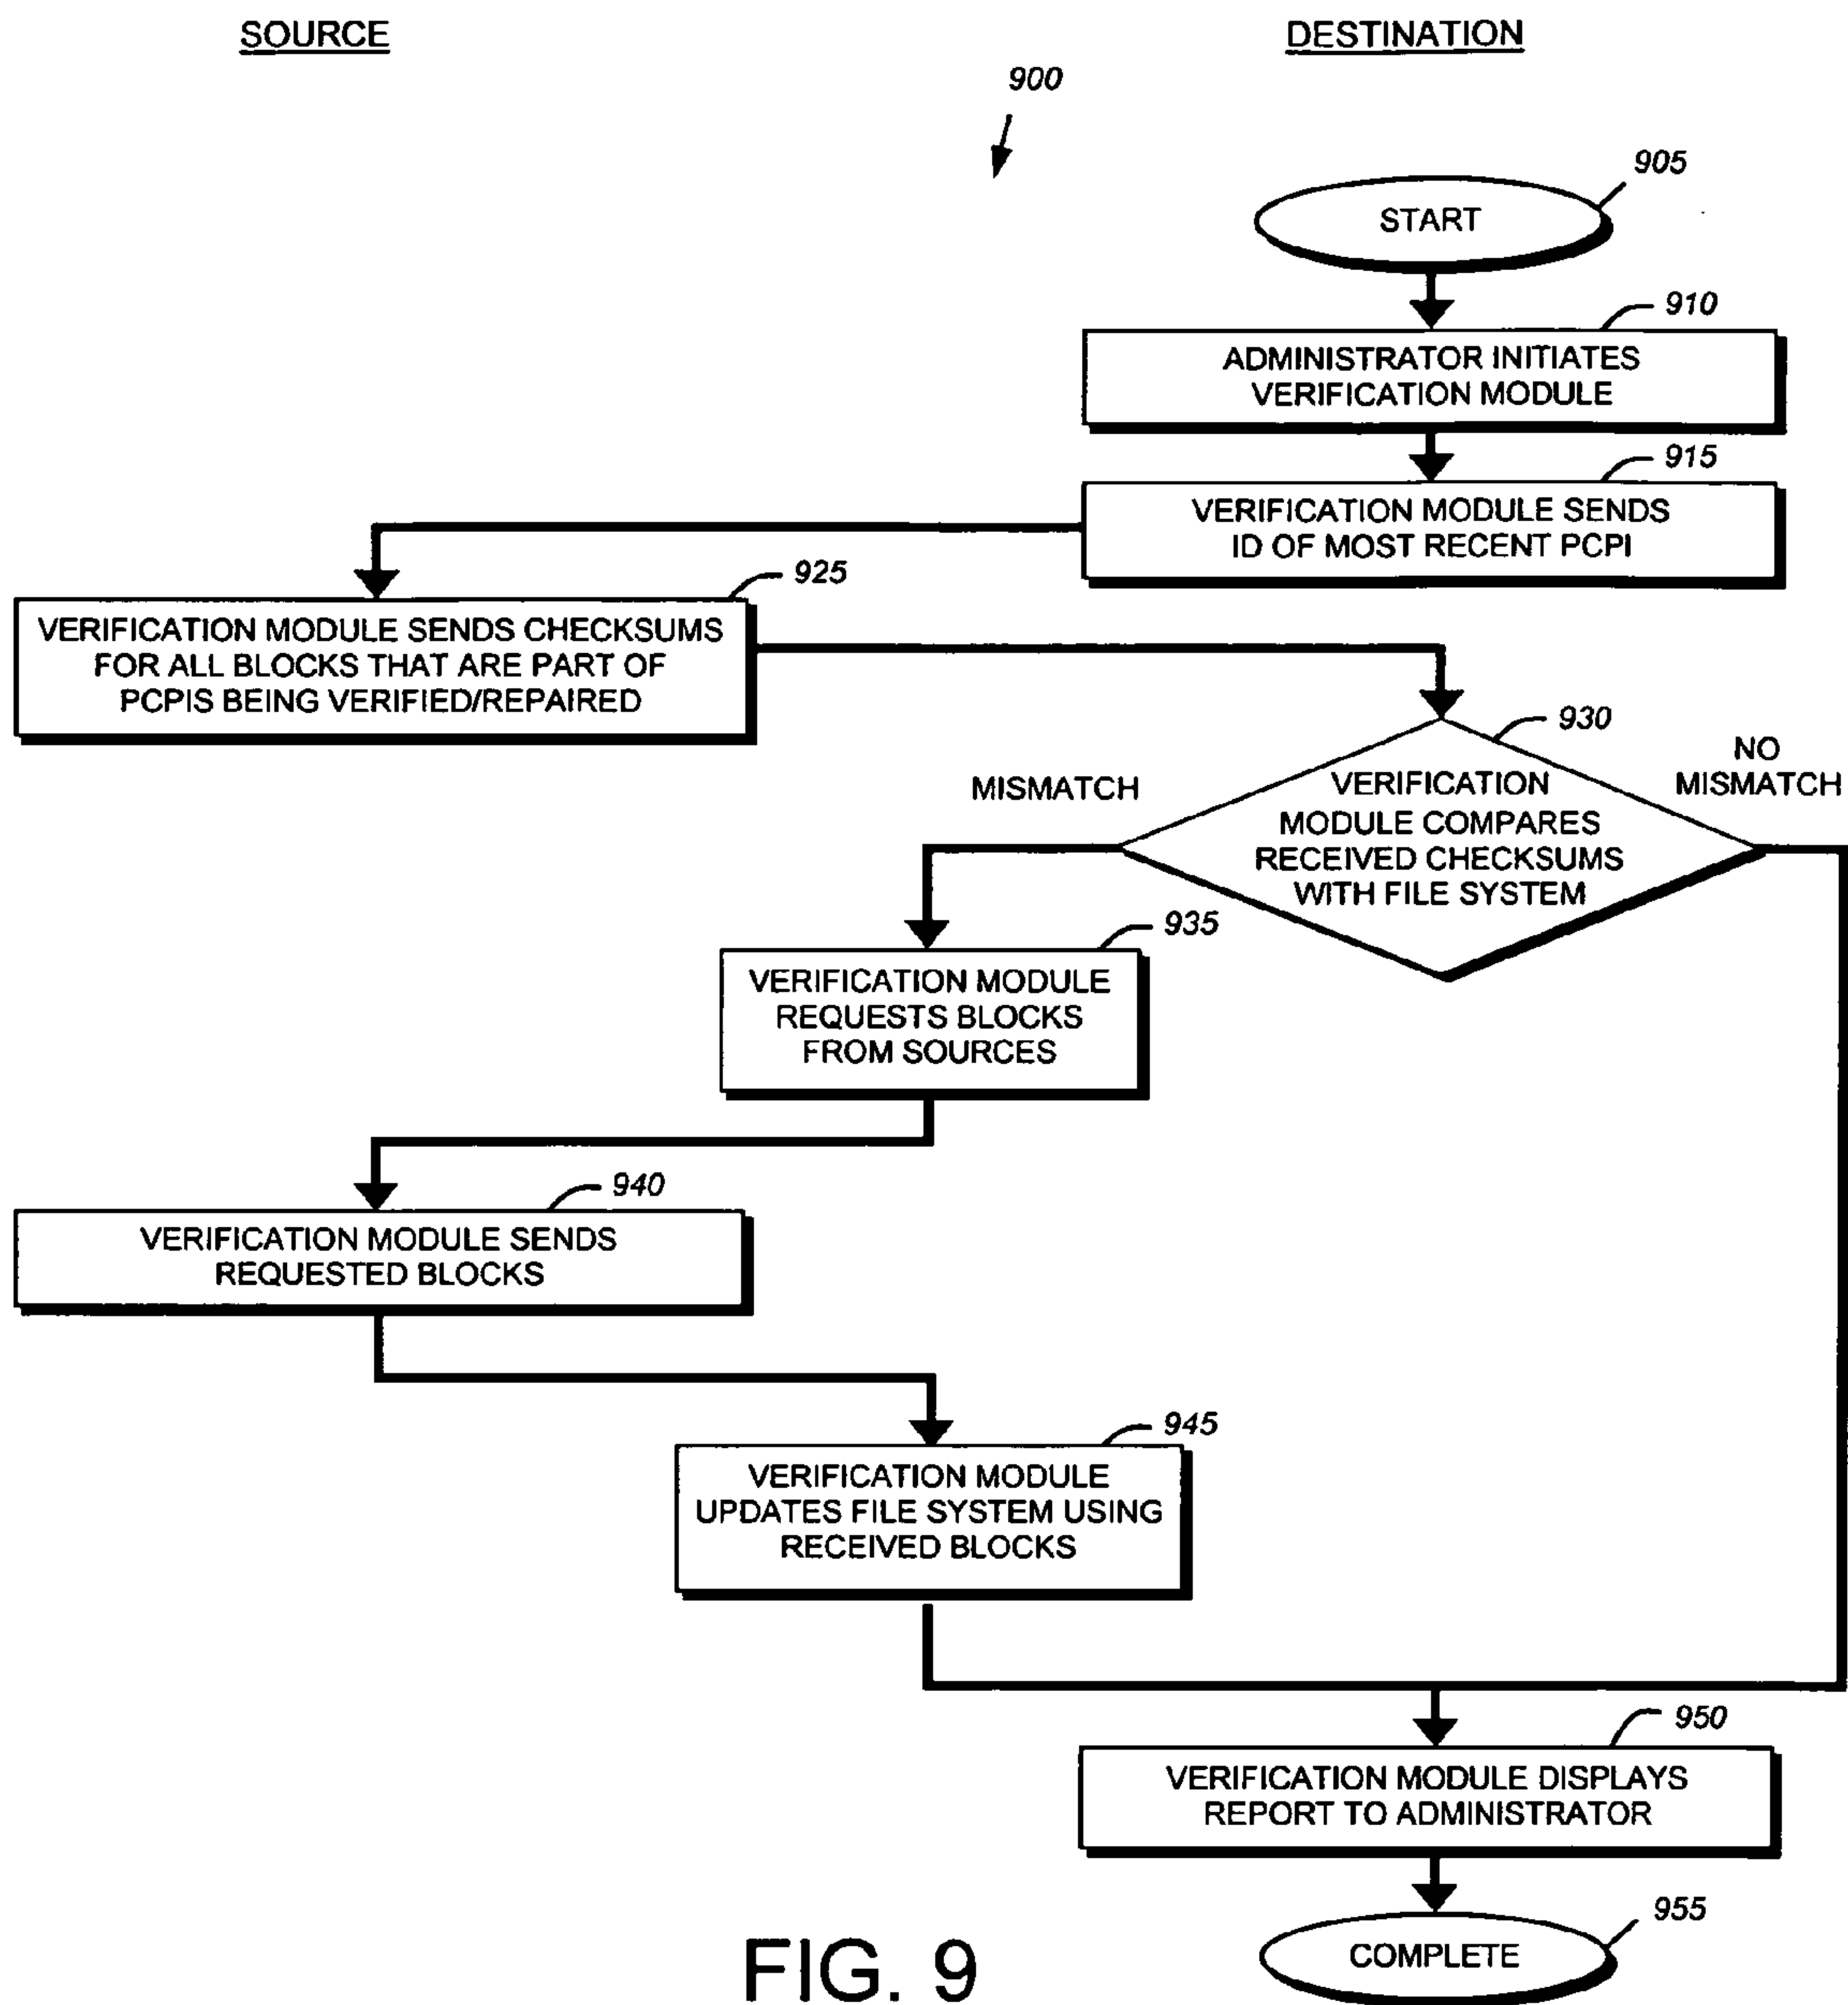 SOURCE
DESTINATION
900
905
START
910
ADMINISTRATOR INITIATES
VERIFICATION MODULE
915
VERIFICATION MODULE SENDS
ID OF MOST RECENT PCPI
925
VERIFICATION MODULE SENDS CHECKSUMS
FOR ALL BLOCKS THAT ARE PART OF
PCPIS BEING VERIFIED/REPAIRED
930
MISMATCH
NO
MISMATCH
VERIFICATION
MODULE COMPARES
RECEIVED CHECKSUMS
WITH FILE SYSTEM
935
VERIFICATION MODULE
REQUESTS BLOCKS
FROM SOURCES
940
VERIFICATION MODULE SENDS
REQUESTED BLOCKS
945
VERIFICATION MODULE
UPDATES FILE SYSTEM USING
RECEIVED BLOCKS
950
VERIFICATION MODULE DISPLAYS
REPORT TO ADMINISTRATOR
955
COMPLETE
FIG. 9